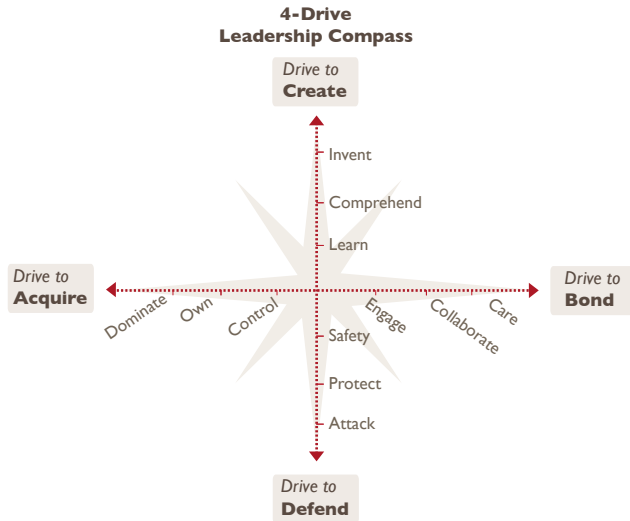 4-Drive
Leadership Compass
Drive to
Create
Invent
Comprehend
Learn
Drive to
Acquire
Dominate
Own
Control
Engage
Collaborate
Care
Drive to
Bond
Safety
Protect
Attack
Drive to
Defend